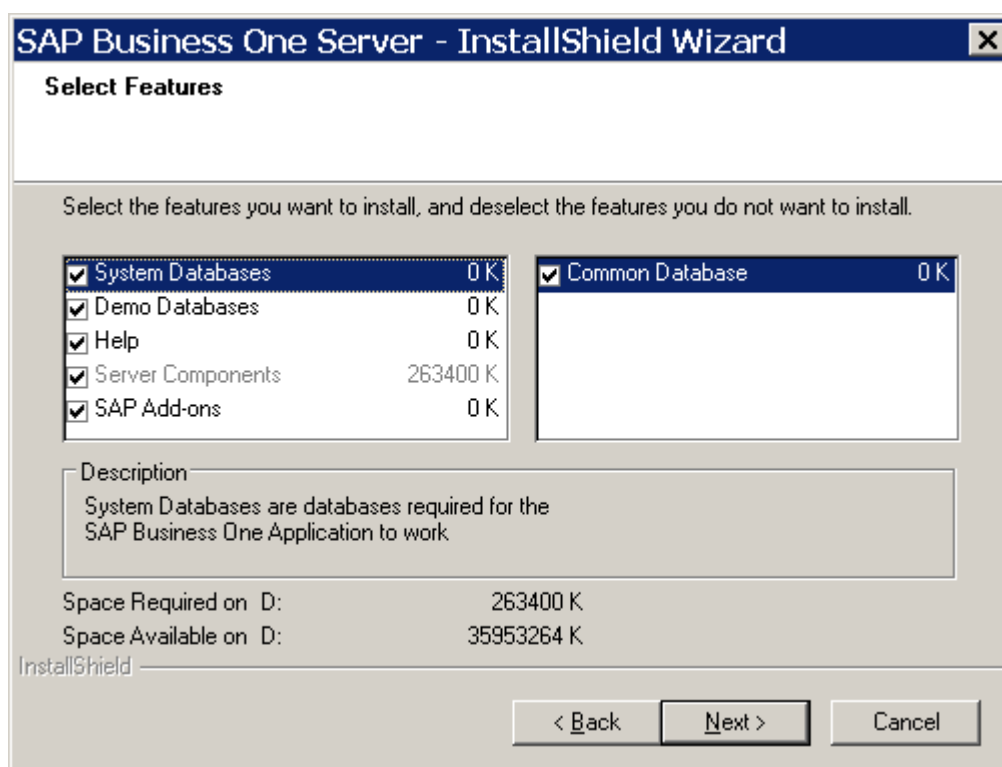 SAP Business One Server - InstallShield Wizard
Select Features
Select the features you want to install, and deselect the features you do not want to install.
System Databases 0 K
Demo Databases 0 K
Help 0 K
Server Components 263400 K
SAP Add-ons 0 K
Common Database 0 K
Description
System Databases are databases required for the
SAP Business One Application to work
Space Required on D: 263400 K
Space Available on D: 35953264 K
InstallShield
< Back
Next >
Cancel